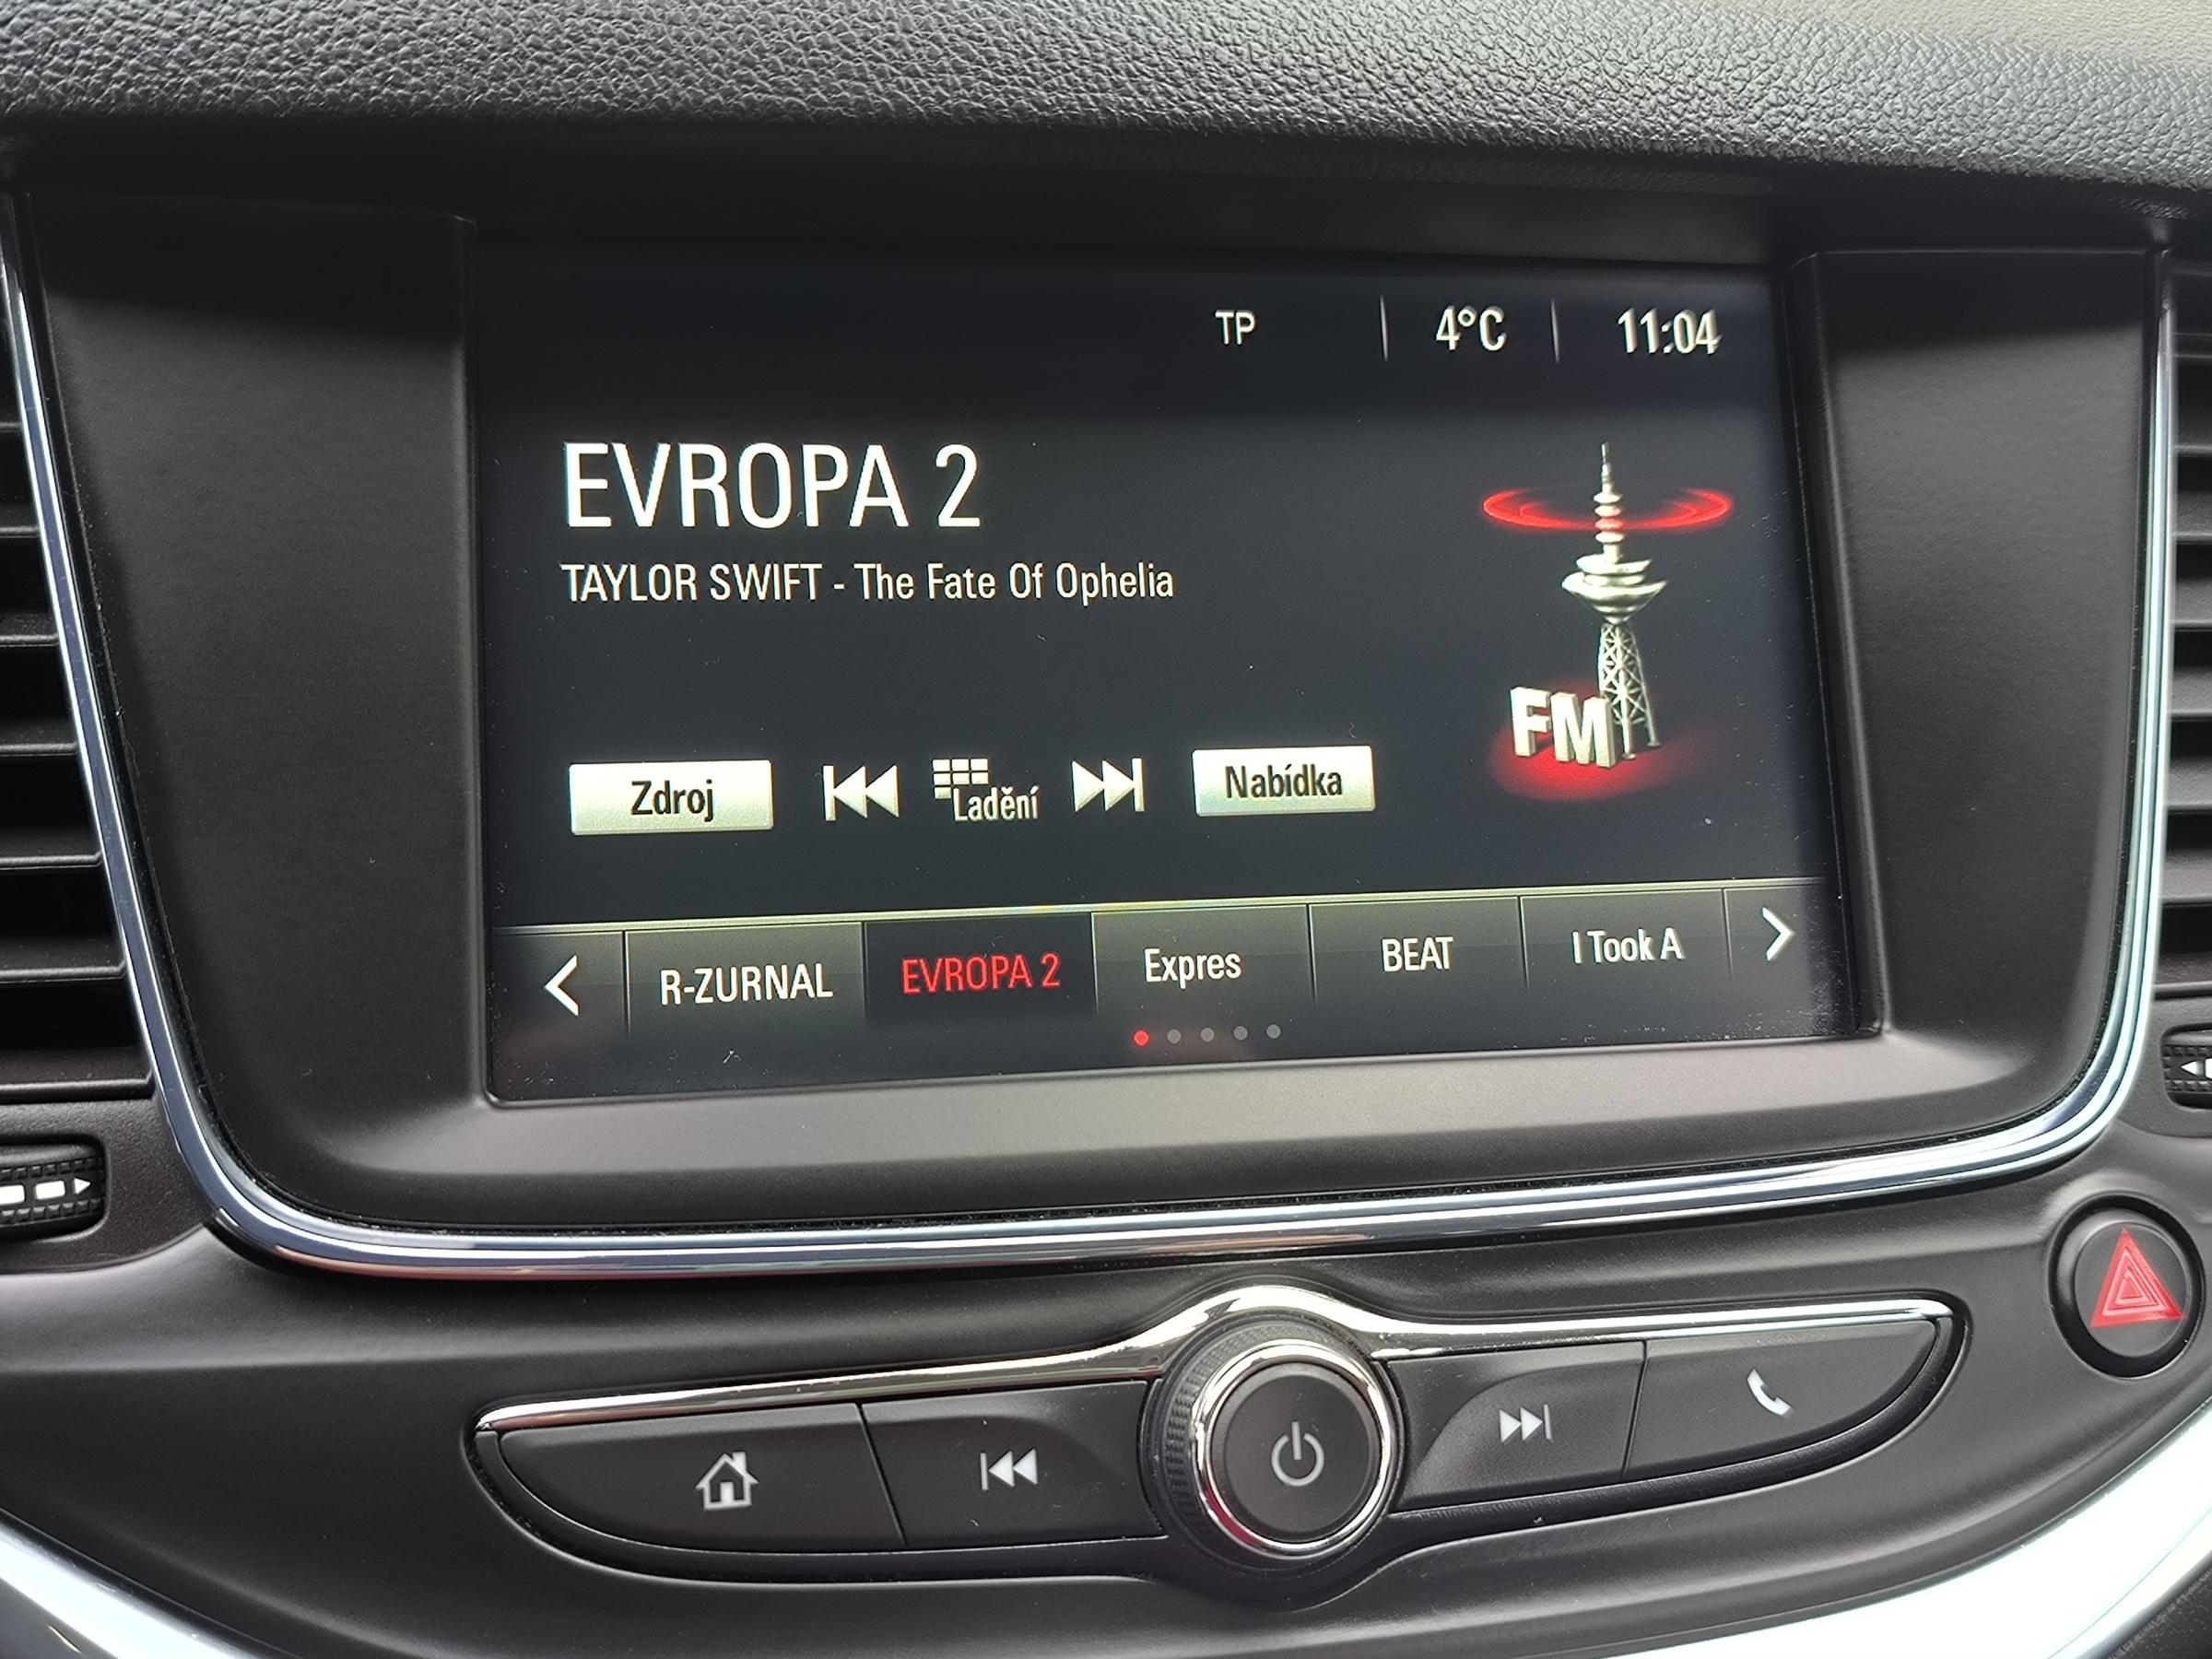 TP 4°C 11:04
EVROPA 2
TAYLOR SWIFT - The Fate Of Ophelia
FM
Zdroj Ladění Nabídka
R-ZURNAL EVROPA 2 Expres BEAT I Took A